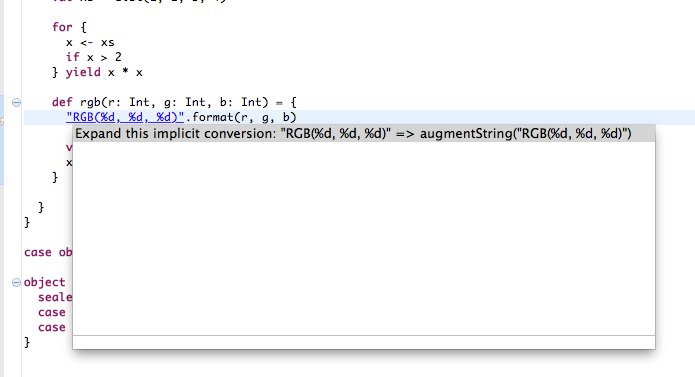 for {
x <- xs
if x > 2
} yield x * x
def rgb(r: Int, g: Int, b: Int) = {
"RGB(%d, %d, %d)".format(r, g, b)
Expand this implicit conversion: "RGB(%d, %d, %d)" => augmentString("RGB(%d, %d, %d)")
v
x
}
}
}
case ob
object
seale
case
case
}